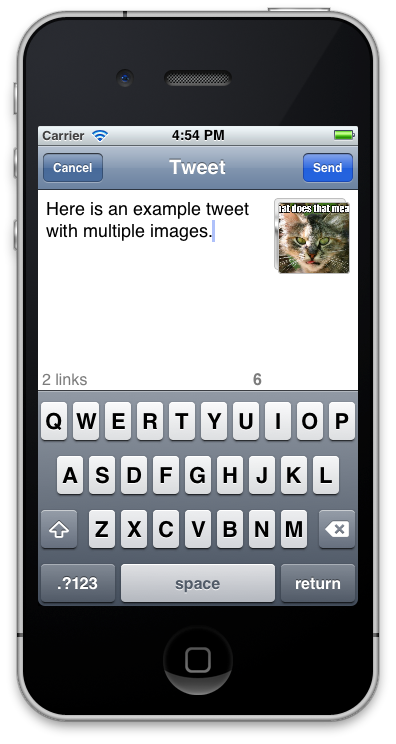 Carrier 4:54 PM
Cancel Tweet Send
Here is an example tweet
with multiple images.
hat does that mea
2 links 6
Q W E R T Y U I O P
A S D F G H J K L
Z X C V B N M
.?123 space return